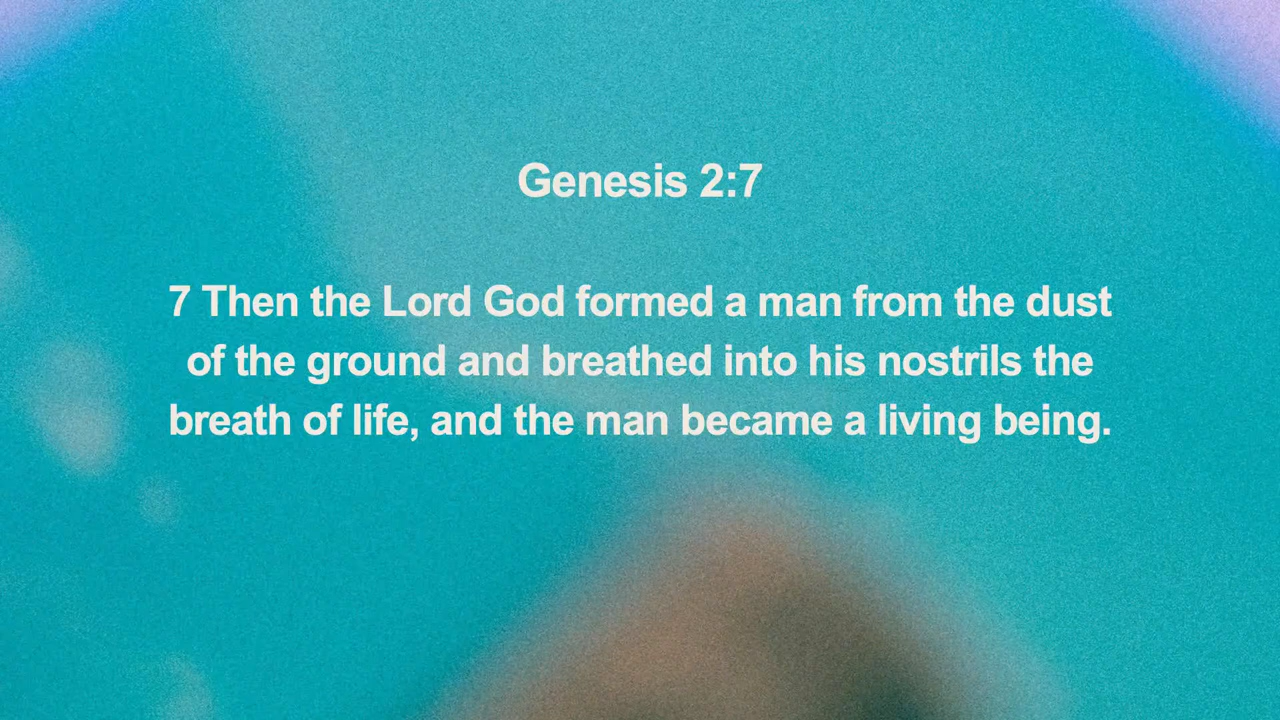 Genesis 2:7
7 Then the Lord God formed a man from the dust
of the ground and breathed into his nostrils the
breath of life, and the man became a living being.